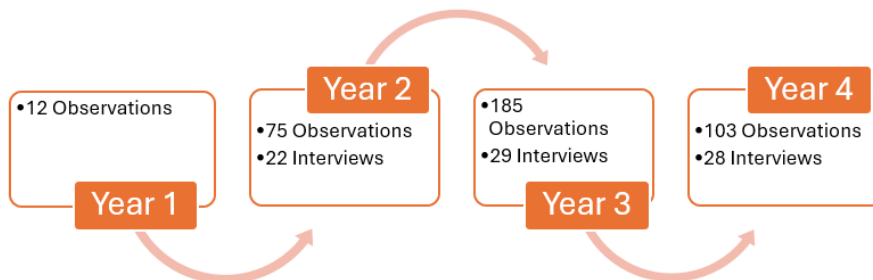 •12 Observations
Year 1
Year 2
•75 Observations
•22 Interviews
•185
Observations
•29 Interviews
Year 3
Year 4
•103 Observations
•28 Interviews